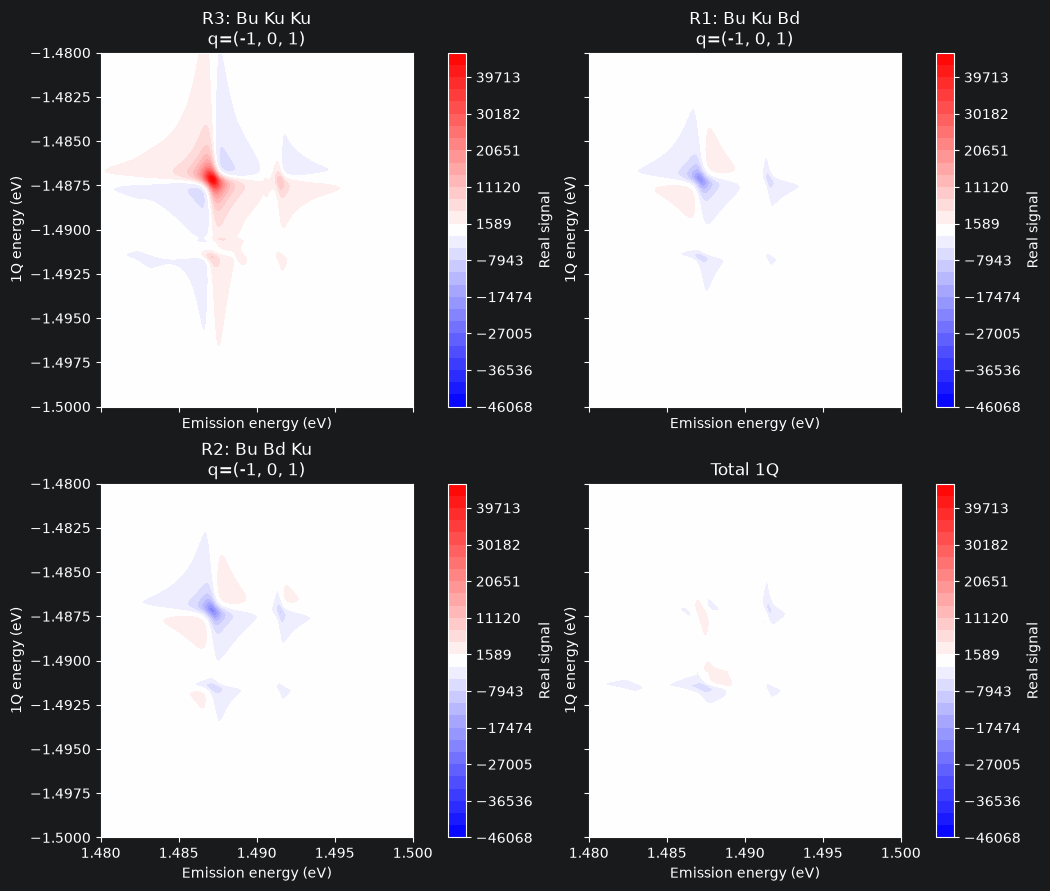 R3: Bu Ku Ku
q=(-1, 0, 1)
−1.4800
−1.4825
−1.4850
−1.4875
−1.4900
−1.4925
−1.4950
−1.4975
−1.5000
1Q energy (eV)
Emission energy (eV)
39713
30182
20651
11120
1589
−7943
−17474
−27005
−36536
−46068
Real signal
R1: Bu Ku Bd
q=(-1, 0, 1)
1Q energy (eV)
Emission energy (eV)
39713
30182
20651
11120
1589
−7943
−17474
−27005
−36536
−46068
Real signal
R2: Bu Bd Ku
q=(-1, 0, 1)
−1.4800
−1.4825
−1.4850
−1.4875
−1.4900
−1.4925
−1.4950
−1.4975
−1.5000
1Q energy (eV)
1.480 1.485 1.490 1.495 1.500
Emission energy (eV)
39713
30182
20651
11120
1589
−7943
−17474
−27005
−36536
−46068
Real signal
Total 1Q
1Q energy (eV)
1.480 1.485 1.490 1.495 1.500
Emission energy (eV)
39713
30182
20651
11120
1589
−7943
−17474
−27005
−36536
−46068
Real signal